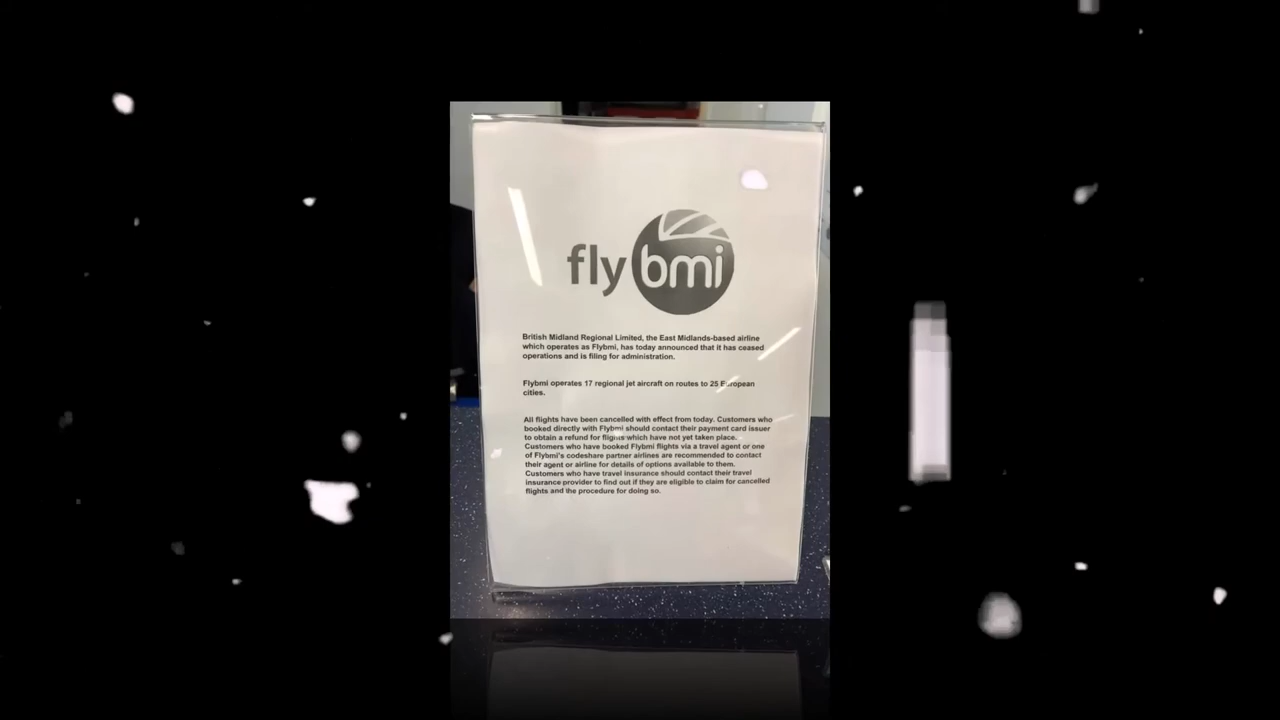 fly bmi
British Midland Regional Limited, the East Midlands-based airline
which operates as Flybmi, has today announced that it has ceased
operations and is filing for administration.
Flybmi operates 17 regional jet aircraft on routes to 25 European
cities.
All flights have been cancelled with effect from today. Customers who
booked directly with Flybmi should contact their payment card issuer
to obtain a refund for flights which have not yet taken place.
Customers who have booked Flybmi flights via a travel agent or one
of Flybmi's codeshare partner airlines are recommended to contact
their agent or airline for details of options available to them.
Customers who have travel insurance should contact their travel
insurance provider to find out if they are eligible to claim for cancelled
flights and the procedure for doing so.